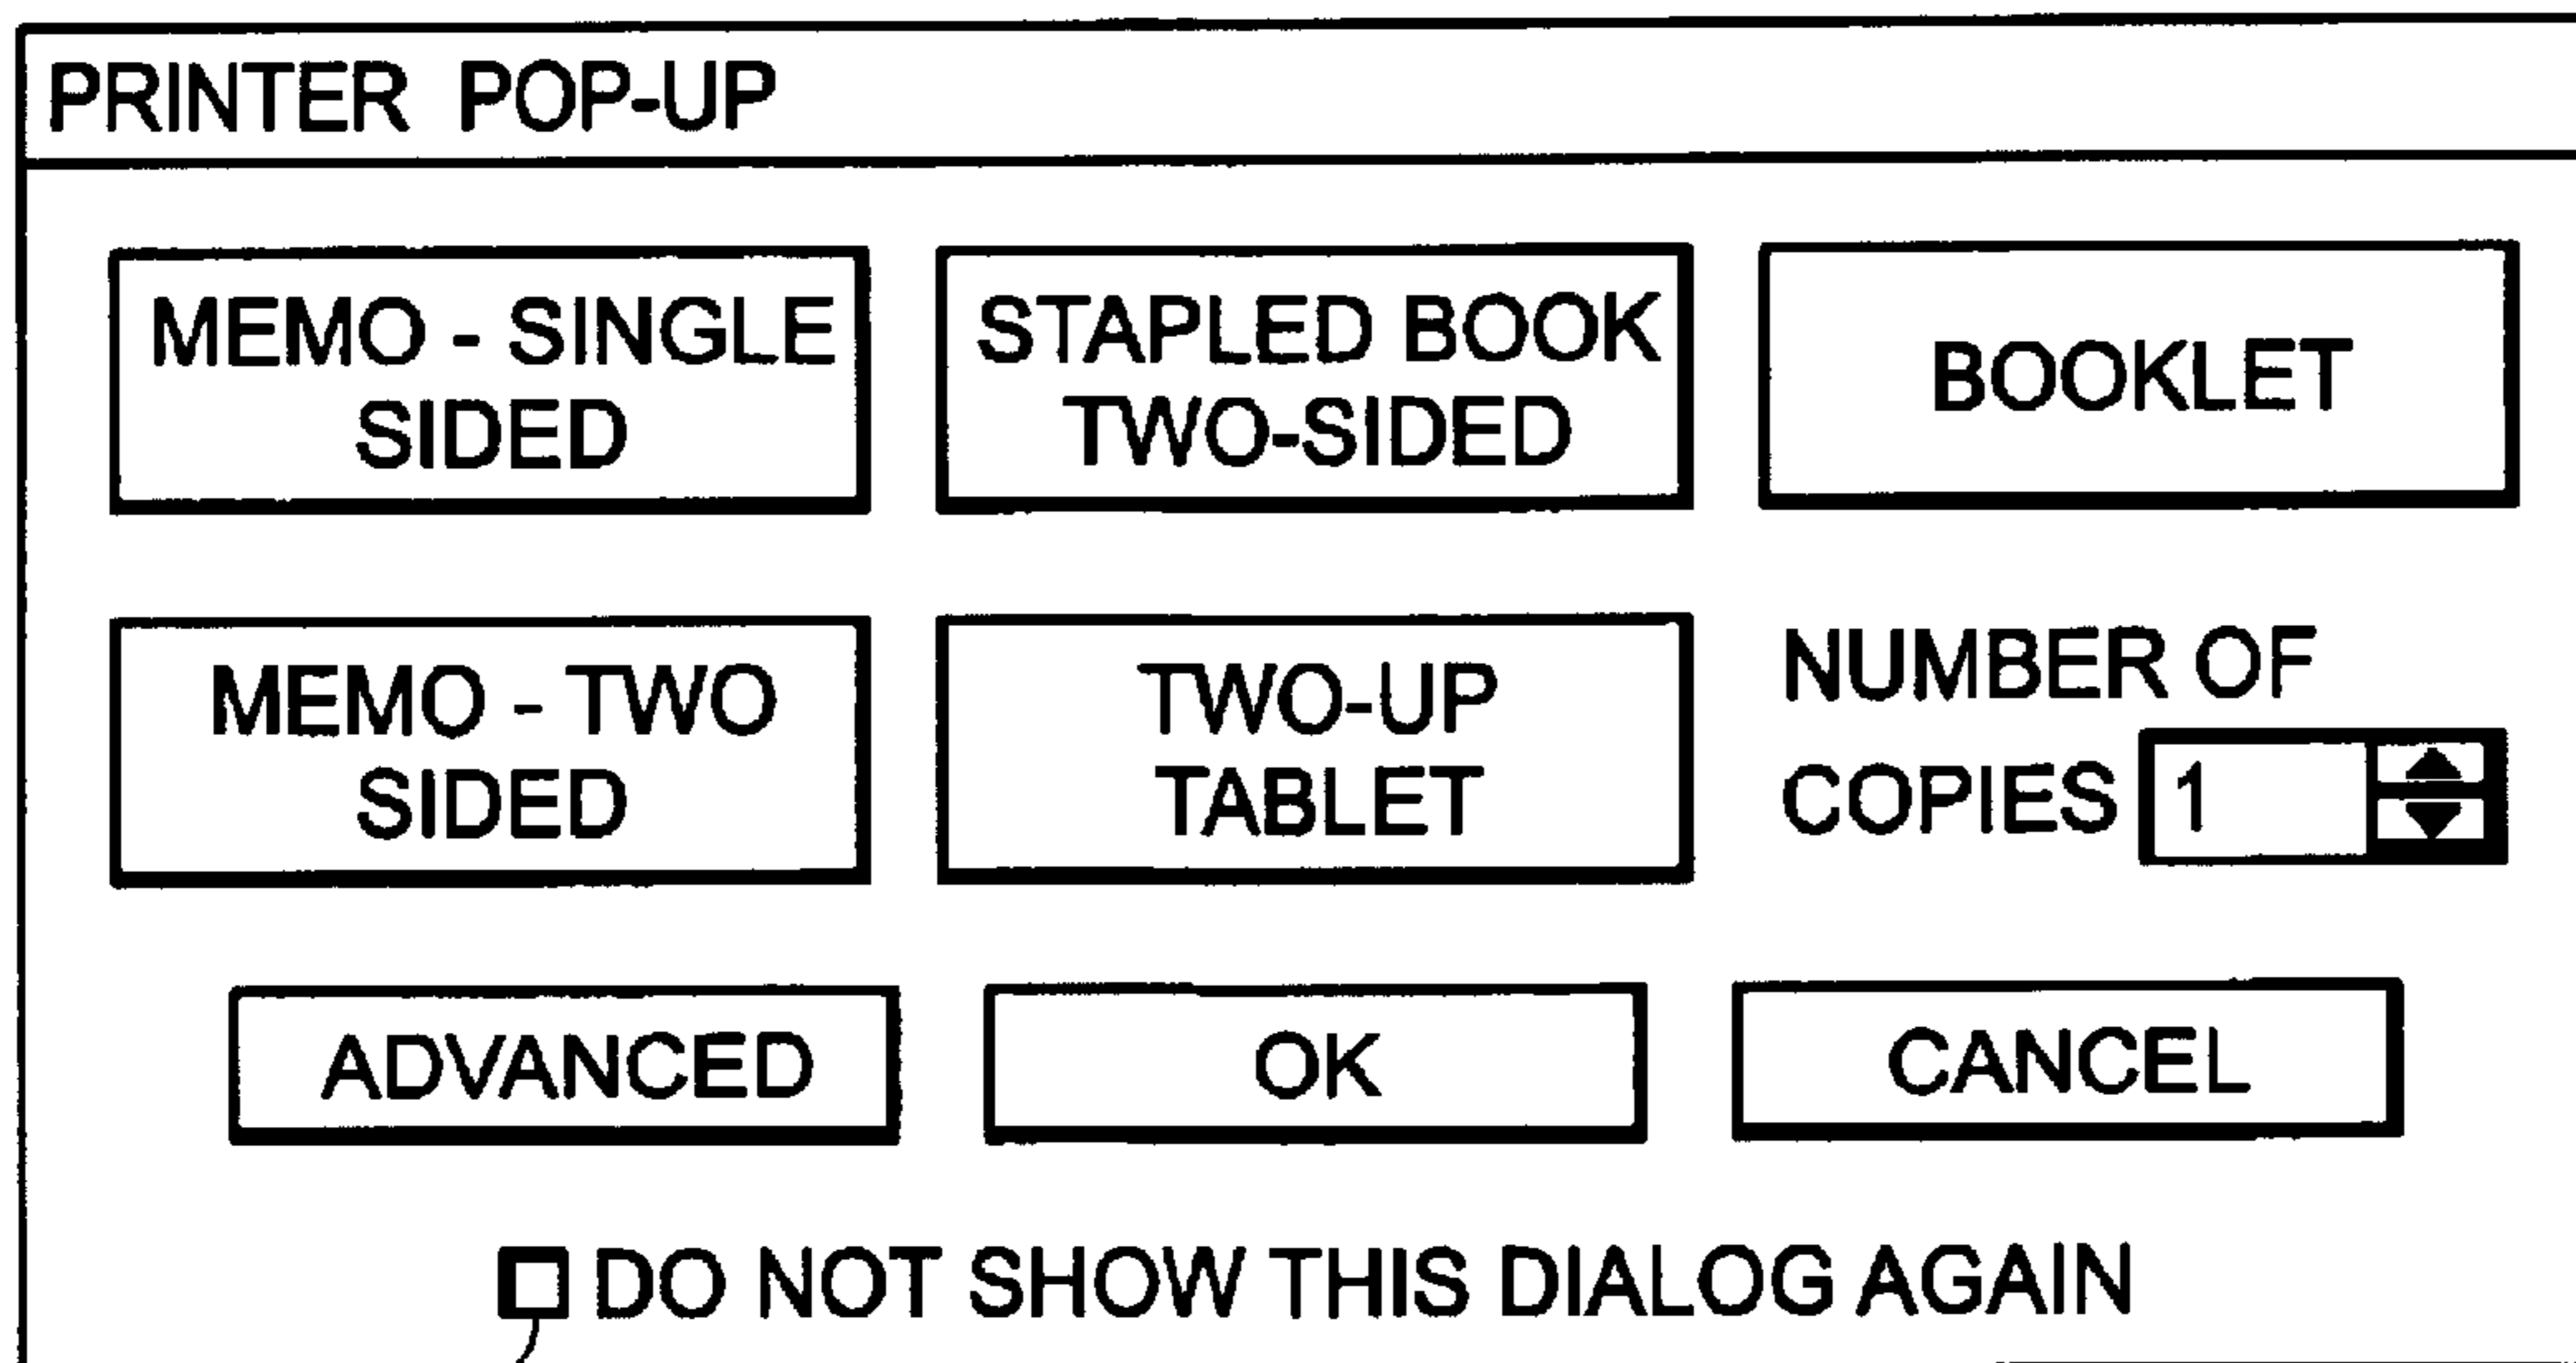 PRINTER POP-UP
MEMO - SINGLE
SIDED
STAPLED BOOK
TWO-SIDED
BOOKLET
MEMO - TWO
SIDED
TWO-UP
TABLET
NUMBER OF
COPIES 1
ADVANCED
OK
CANCEL
DO NOT SHOW THIS DIALOG AGAIN